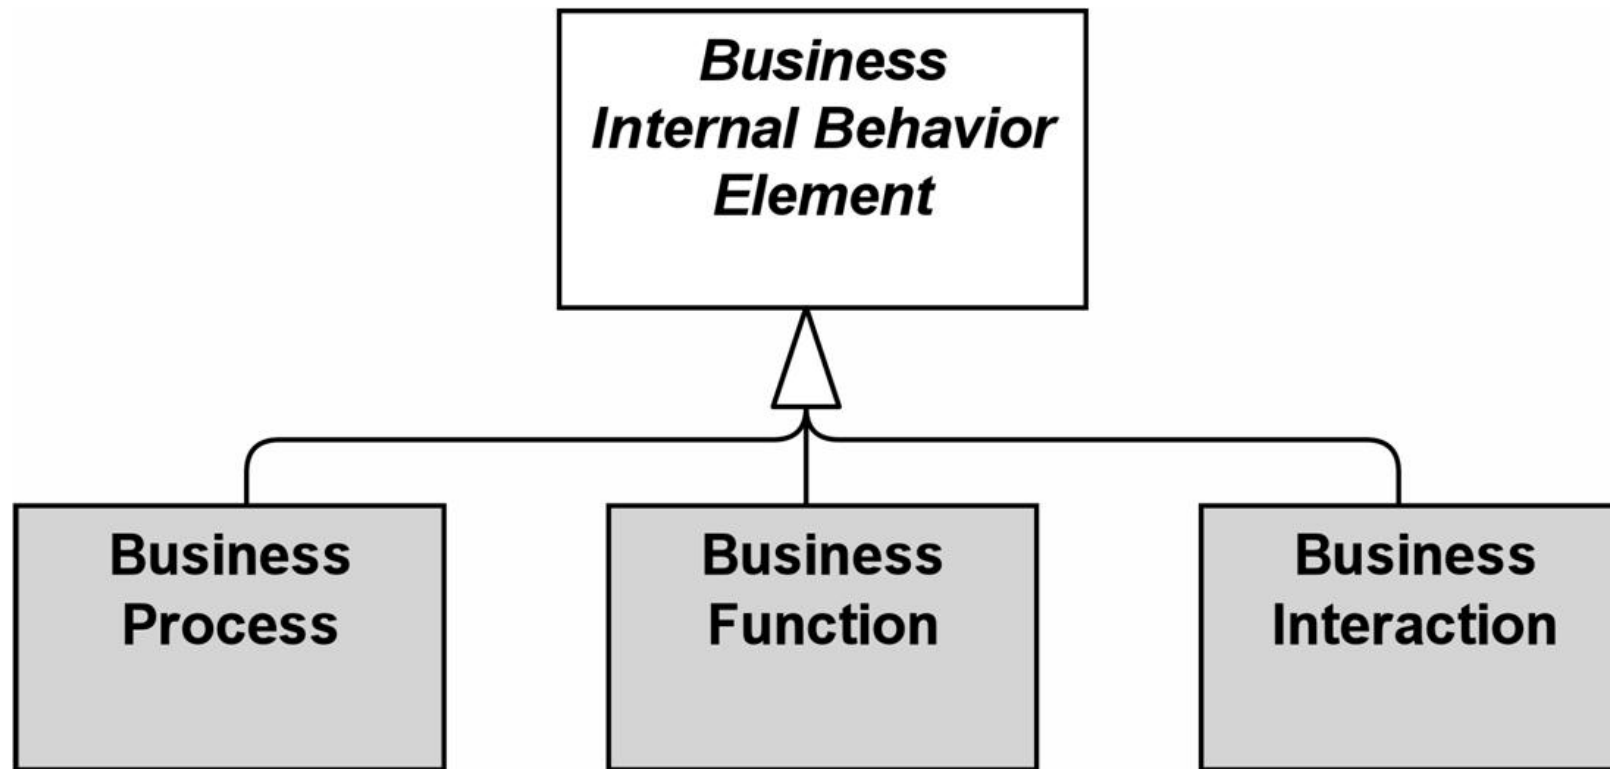 Business
Internal Behavior
Element
Business
Process
Business
Function
Business
Interaction